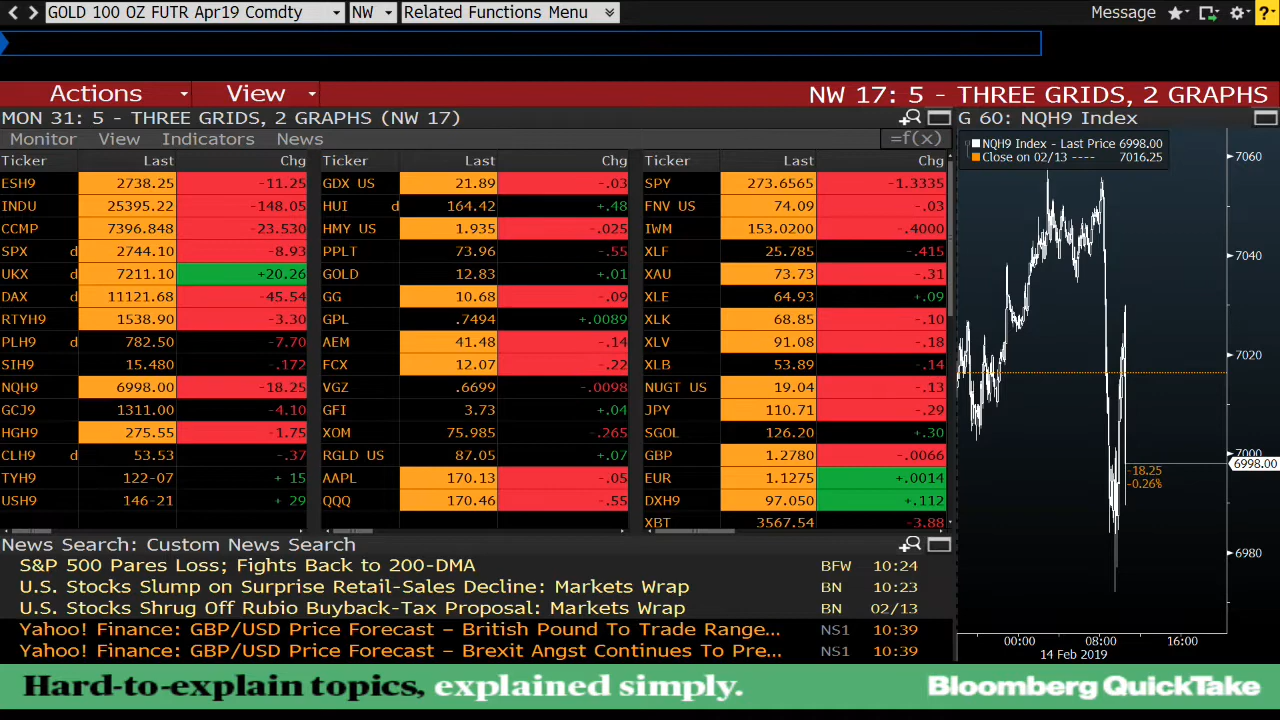 GOLD 100 OZ FUTR Apr19 Comdty NW Related Functions Menu Message ?
Actions View NW 17: 5 - THREE GRIDS, 2 GRAPHS
MON 31: 5 - THREE GRIDS, 2 GRAPHS (NW 17)
Monitor View Indicators News =f(x)
Ticker Last Chg Ticker Last Chg Ticker Last Chg
ESH9 2738.25 -11.25 GDX US 21.89 -.03 SPY 273.6565 -1.3335
INDU 25395.22 -148.05 HUI d 164.42 +.48 FNV US 74.09 -.03
CCMP 7396.848 -23.530 HMY US 1.935 -.025 IWM 153.0200 -.4000
SPX d 2744.10 -8.93 PPLT 73.96 -.55 XLF 25.785 -.415
UKX d 7211.10 +20.26 GOLD 12.83 +.01 XAU 73.73 -.31
DAX d 11121.68 -45.54 GG 10.68 -.09 XLE 64.93 +.09
RTYH9 1538.90 -3.30 GPL .7494 +.0089 XLK 68.85 -.10
PLH9 d 782.50 -7.70 AEM 41.48 -.14 XLV 91.08 -.18
SIH9 15.480 -.172 FCX 12.07 -.22 XLB 53.89 -.14
NQH9 6998.00 -18.25 VGZ .6699 -.0098 NUGT US 19.04 -.13
GCJ9 1311.00 -4.10 GFI 3.73 +.04 JPY 110.71 -.29
HGH9 275.55 -1.75 XOM 75.985 -.265 SGOL 126.20 +.30
CLH9 d 53.53 -.37 RGLD US 87.05 +.07 GBP 1.2780 -.0066
TYH9 122-07 + 15 AAPL 170.13 -.05 EUR 1.1275 +.0014
USH9 146-21 + 29 QQQ 170.46 -.55 DXH9 97.050 +.112
XBT 3567.54 -3.88
News Search: Custom News Search
S&P 500 Pares Loss; Fights Back to 200-DMA BFW 10:24
U.S. Stocks Slump on Surprise Retail-Sales Decline: Markets Wrap BN 10:23
U.S. Stocks Shrug Off Rubio Buyback-Tax Proposal: Markets Wrap BN 02/13
Yahoo! Finance: GBP/USD Price Forecast – British Pound To Trade Range... NS1 10:39
Yahoo! Finance: GBP/USD Price Forecast – Brexit Angst Continues To Pre... NS1 10:39
G 60: NQH9 Index
NQH9 Index - Last Price 6998.00
Close on 02/13 ---- 7016.25
7060
7040
7020
7000
6998.00
-18.25
-0.26%
6980
00:00 08:00 16:00
14 Feb 2019
Hard-to-explain topics, explained simply. Bloomberg QuickTake